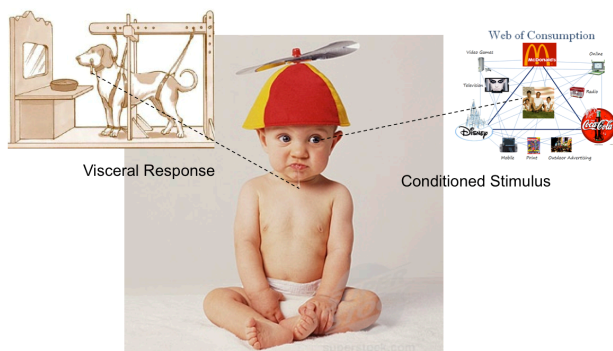 Web of Consumption
McDonald's
Video Games
Online
Television
Radio
Disney
Coca-Cola
Mobile
Print
Outdoor Advertising
Visceral Response
Conditioned Stimulus